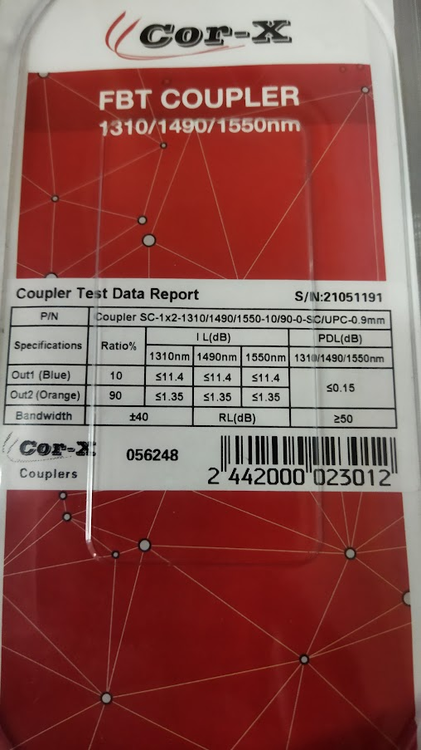 Cor-X
FBT COUPLER
1310/1490/1550nm
Coupler Test Data Report S/N:21051191
P/N Coupler SC-1x2-1310/1490/1550-10/90-0-SC/UPC-0.9mm
Specifications Ratio% I L(dB) PDL(dB)
1310nm 1490nm 1550nm 1310/1490/1550nm
Out1 (Blue) 10 ≤11.4 ≤11.4 ≤11.4 ≤0.15
Out2 (Orange) 90 ≤1.35 ≤1.35 ≤1.35
Bandwidth ±40 RL(dB) ≥50
Cor-X 056248
Couplers 2 442000 023012